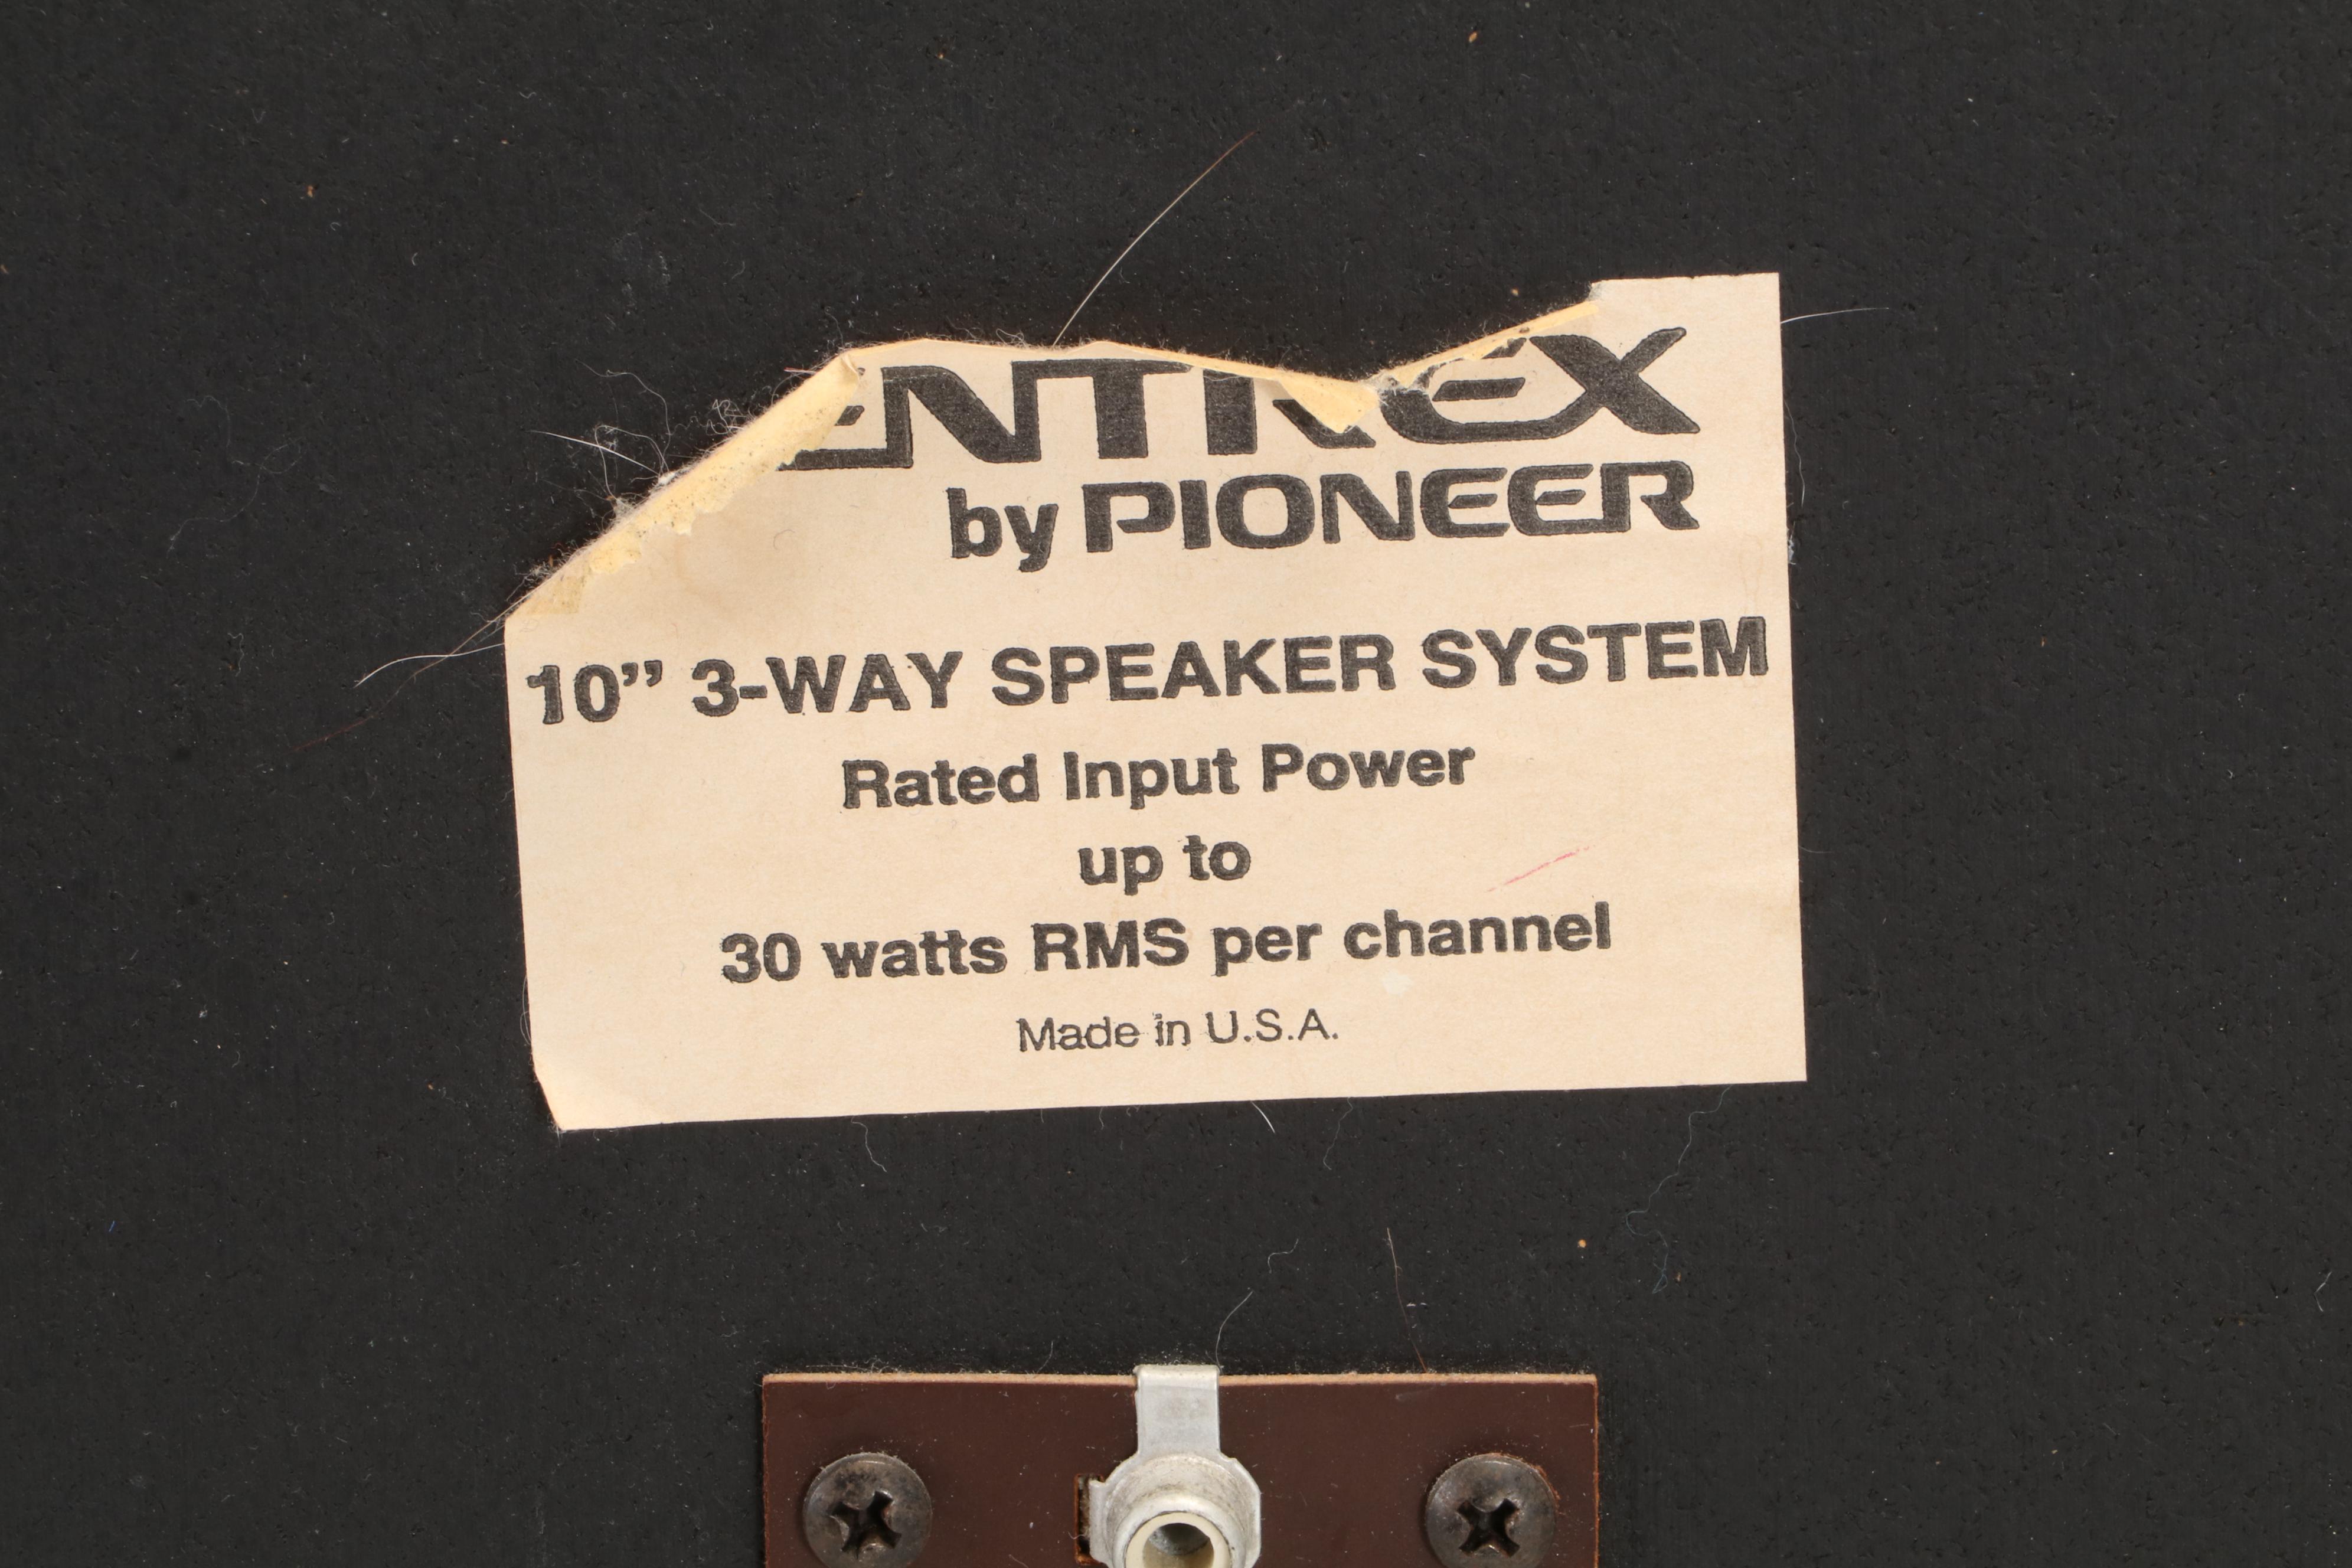 ENTREX
by PIONEER
10” 3-WAY SPEAKER SYSTEM
Rated Input Power
up to
30 watts RMS per channel
Made in U.S.A.